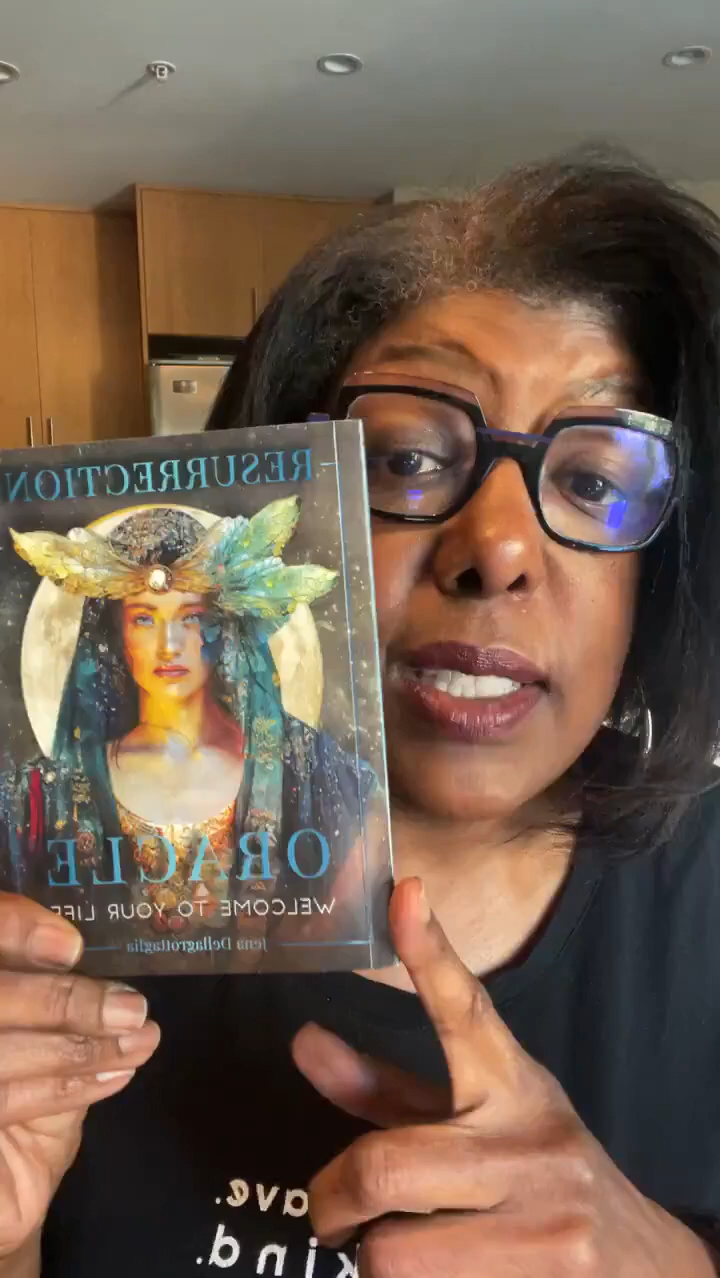 RESURRECTION
ORACLE
WELCOME TO YOUR LIFE
Jena Dellagrottaglia
kind.